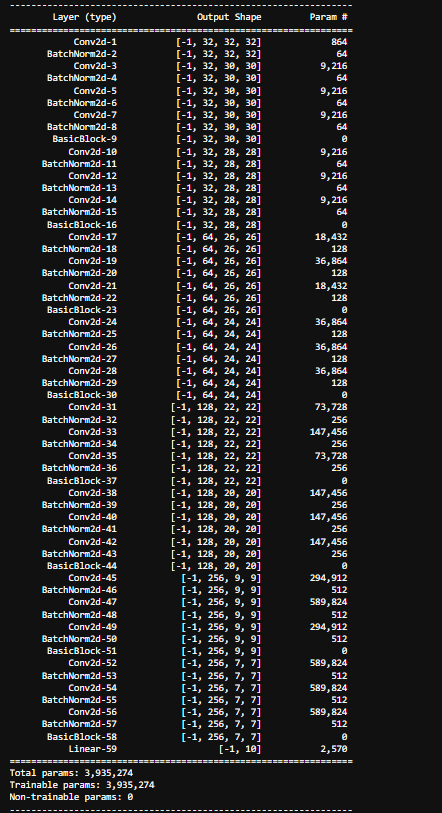 ----------------------------------------------------------------
Layer (type) Output Shape Param #
================================================================
Conv2d-1 [-1, 32, 32, 32] 864
BatchNorm2d-2 [-1, 32, 32, 32] 64
Conv2d-3 [-1, 32, 30, 30] 9,216
BatchNorm2d-4 [-1, 32, 30, 30] 64
Conv2d-5 [-1, 32, 30, 30] 9,216
BatchNorm2d-6 [-1, 32, 30, 30] 64
Conv2d-7 [-1, 32, 30, 30] 9,216
BatchNorm2d-8 [-1, 32, 30, 30] 64
BasicBlock-9 [-1, 32, 30, 30] 0
Conv2d-10 [-1, 32, 28, 28] 9,216
BatchNorm2d-11 [-1, 32, 28, 28] 64
Conv2d-12 [-1, 32, 28, 28] 9,216
BatchNorm2d-13 [-1, 32, 28, 28] 64
Conv2d-14 [-1, 32, 28, 28] 9,216
BatchNorm2d-15 [-1, 32, 28, 28] 64
BasicBlock-16 [-1, 32, 28, 28] 0
Conv2d-17 [-1, 64, 26, 26] 18,432
BatchNorm2d-18 [-1, 64, 26, 26] 128
Conv2d-19 [-1, 64, 26, 26] 36,864
BatchNorm2d-20 [-1, 64, 26, 26] 128
Conv2d-21 [-1, 64, 26, 26] 18,432
BatchNorm2d-22 [-1, 64, 26, 26] 128
BasicBlock-23 [-1, 64, 26, 26] 0
Conv2d-24 [-1, 64, 24, 24] 36,864
BatchNorm2d-25 [-1, 64, 24, 24] 128
Conv2d-26 [-1, 64, 24, 24] 36,864
BatchNorm2d-27 [-1, 64, 24, 24] 128
Conv2d-28 [-1, 64, 24, 24] 36,864
BatchNorm2d-29 [-1, 64, 24, 24] 128
BasicBlock-30 [-1, 64, 24, 24] 0
Conv2d-31 [-1, 128, 22, 22] 73,728
BatchNorm2d-32 [-1, 128, 22, 22] 256
Conv2d-33 [-1, 128, 22, 22] 147,456
BatchNorm2d-34 [-1, 128, 22, 22] 256
Conv2d-35 [-1, 128, 22, 22] 73,728
BatchNorm2d-36 [-1, 128, 22, 22] 256
BasicBlock-37 [-1, 128, 22, 22] 0
Conv2d-38 [-1, 128, 20, 20] 147,456
BatchNorm2d-39 [-1, 128, 20, 20] 256
Conv2d-40 [-1, 128, 20, 20] 147,456
BatchNorm2d-41 [-1, 128, 20, 20] 256
Conv2d-42 [-1, 128, 20, 20] 147,456
BatchNorm2d-43 [-1, 128, 20, 20] 256
BasicBlock-44 [-1, 128, 20, 20] 0
Conv2d-45 [-1, 256, 9, 9] 294,912
BatchNorm2d-46 [-1, 256, 9, 9] 512
Conv2d-47 [-1, 256, 9, 9] 589,824
BatchNorm2d-48 [-1, 256, 9, 9] 512
Conv2d-49 [-1, 256, 9, 9] 294,912
BatchNorm2d-50 [-1, 256, 9, 9] 512
BasicBlock-51 [-1, 256, 9, 9] 0
Conv2d-52 [-1, 256, 7, 7] 589,824
BatchNorm2d-53 [-1, 256, 7, 7] 512
Conv2d-54 [-1, 256, 7, 7] 589,824
BatchNorm2d-55 [-1, 256, 7, 7] 512
Conv2d-56 [-1, 256, 7, 7] 589,824
BatchNorm2d-57 [-1, 256, 7, 7] 512
BasicBlock-58 [-1, 256, 7, 7] 0
Linear-59 [-1, 10] 2,570
================================================================
Total params: 3,935,274
Trainable params: 3,935,274
Non-trainable params: 0
----------------------------------------------------------------